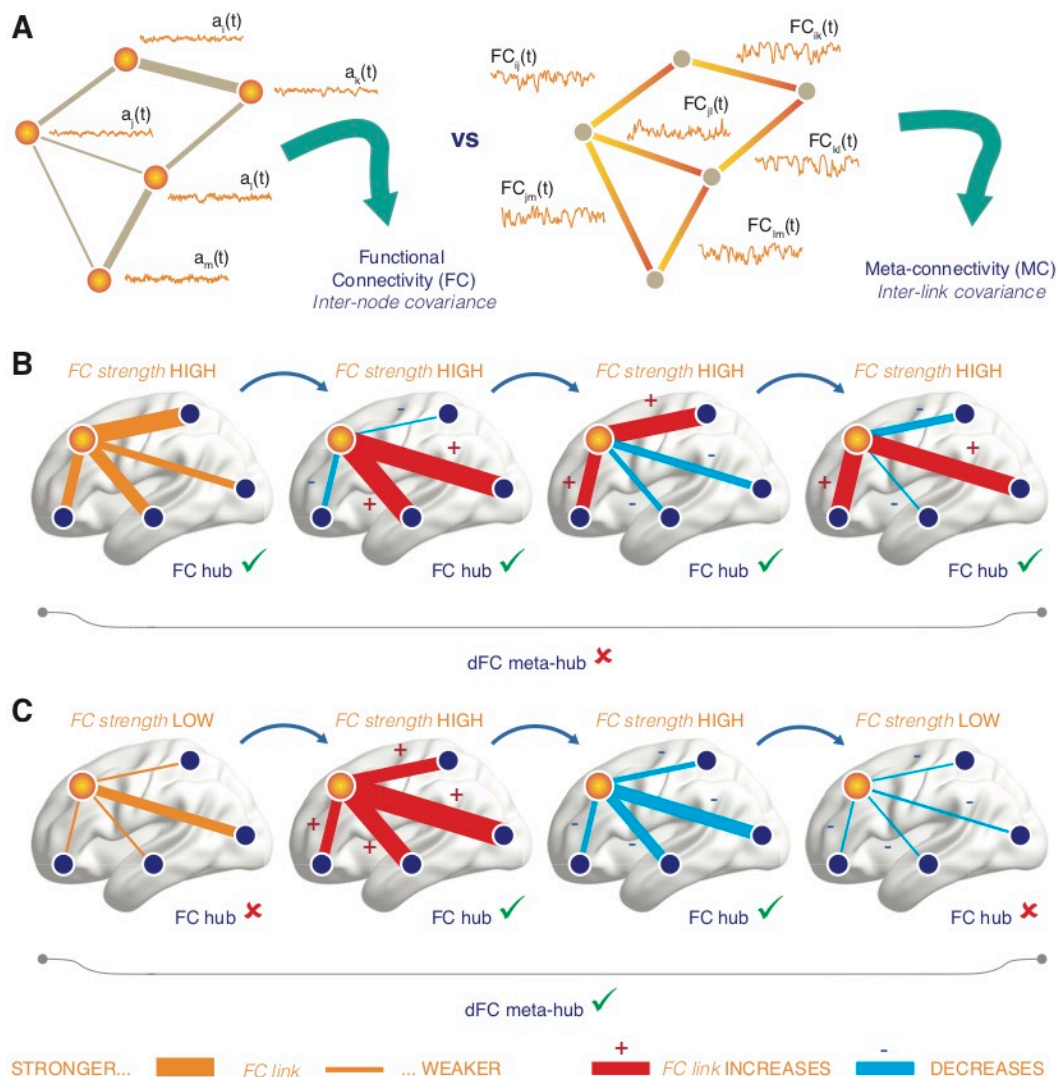 A
a_i(t)
a_k(t)
a_j(t)
a_l(t)
a_m(t)
Functional
Connectivity (FC)
Inter-node covariance
vs
FC_ij(t)
FC_ik(t)
FC_jl(t)
FC_kl(t)
FC_jm(t)
FC_lm(t)
Meta-connectivity (MC)
Inter-link covariance
B
FC strength HIGH
FC strength HIGH
FC strength HIGH
FC strength HIGH
- + - +
+ - + -
- + + -
FC hub ✓
FC hub ✓
FC hub ✓
FC hub ✓
dFC meta-hub ✘
C
FC strength LOW
FC strength HIGH
FC strength HIGH
FC strength LOW
+ + + +
- - - -
- - - -
FC hub ✘
FC hub ✓
FC hub ✓
FC hub ✘
dFC meta-hub ✓
STRONGER... FC link ... WEAKER
+ FC link INCREASES - DECREASES